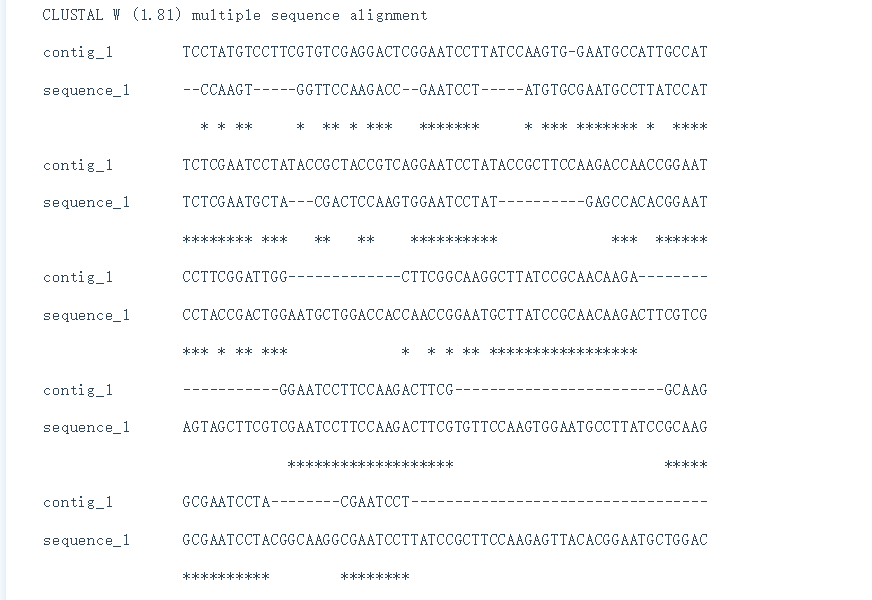 CLUSTAL W (1.81) multiple sequence alignment
contig_1        TCCTATGTCCTTCGTGTCGAGGACTCGGAATCCTTATCCAAGTG-GAATGCCATTGCCAT
sequence_1      --CCAAGT-----GGTTCCAAGACC--GAATCCT-----ATGTGCGAATGCCTTATCCAT
                  * * **     *  ** * ***   *******     * *** ******* *  ****
contig_1        TCTCGAATCCTATACCGCTACCGTCAGGAATCCTATACCGCTTCCAAGACCAACCGGAAT
sequence_1      TCTCGAATGCTA---CGACTCCAAGTGGAATCCTAT----------GAGCCACACGGAAT
                ******** ***   **   **    **********             ***  ******
contig_1        CCTTCGGATTGG-------------CTTCGGCAAGGCTTATCCGCAACAAGA--------
sequence_1      CCTACCGACTGGAATGCTGGACCACCAACCGGAATGCTTATCCGCAACAAGACTTCGTCG
                *** * ** ***             *  * * ** *****************
contig_1        -----------GGAATCCTTCCAAGACTTCG------------------------GCAAG
sequence_1      AGTAGCTTCGTCGAATCCTTCCAAGACTTCGTGTTCCAAGTGGAATGCCTTATCCGCAAG
                            *******************                        *****
contig_1        GCGAATCCTA--------CGAATCCT----------------------------------
sequence_1      GCGAATCCTACGGCAAGGCGAATCCTTATCCGCTTCCAAGAGTTACACGGAATGCTGGAC
                **********        ********